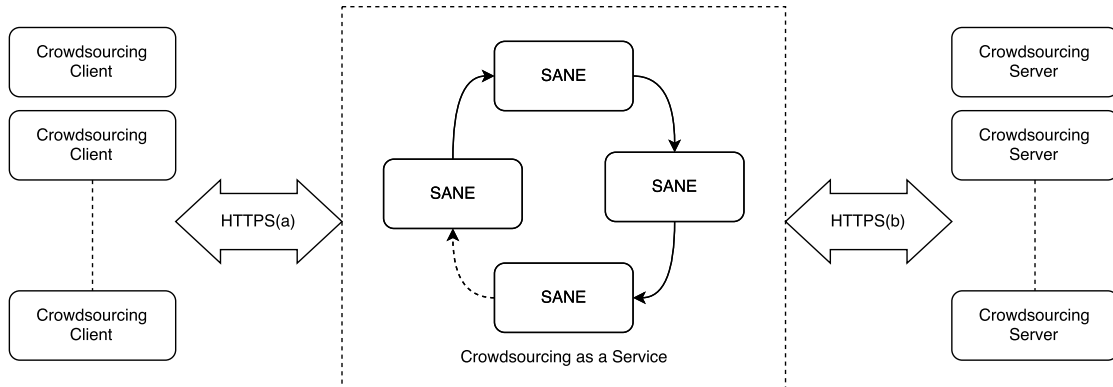 Crowdsourcing
Client
Crowdsourcing
Client
Crowdsourcing
Client
HTTPS(a)
SANE
SANE
SANE
SANE
Crowdsourcing as a Service
HTTPS(b)
Crowdsourcing
Server
Crowdsourcing
Server
Crowdsourcing
Server